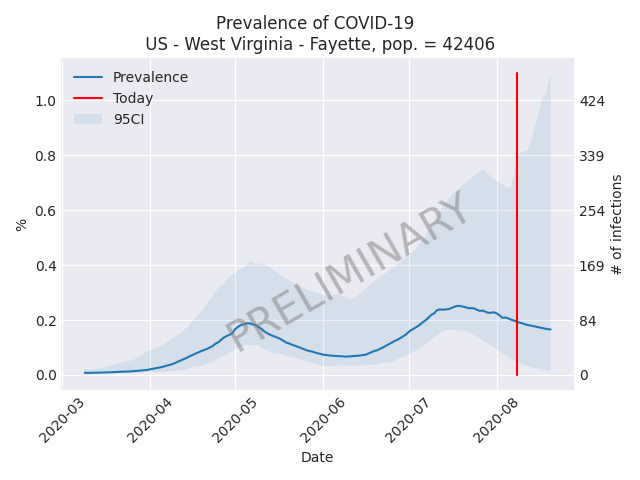 Prevalence of COVID-19
US - West Virginia - Fayette, pop. = 42406
Prevalence
Today
95CI
PRELIMINARY
1.0
0.8
0.6
0.4
0.2
0.0
%
424
339
254
169
84
0
# of infections
2020-03
2020-04
2020-05
2020-06
2020-07
2020-08
Date